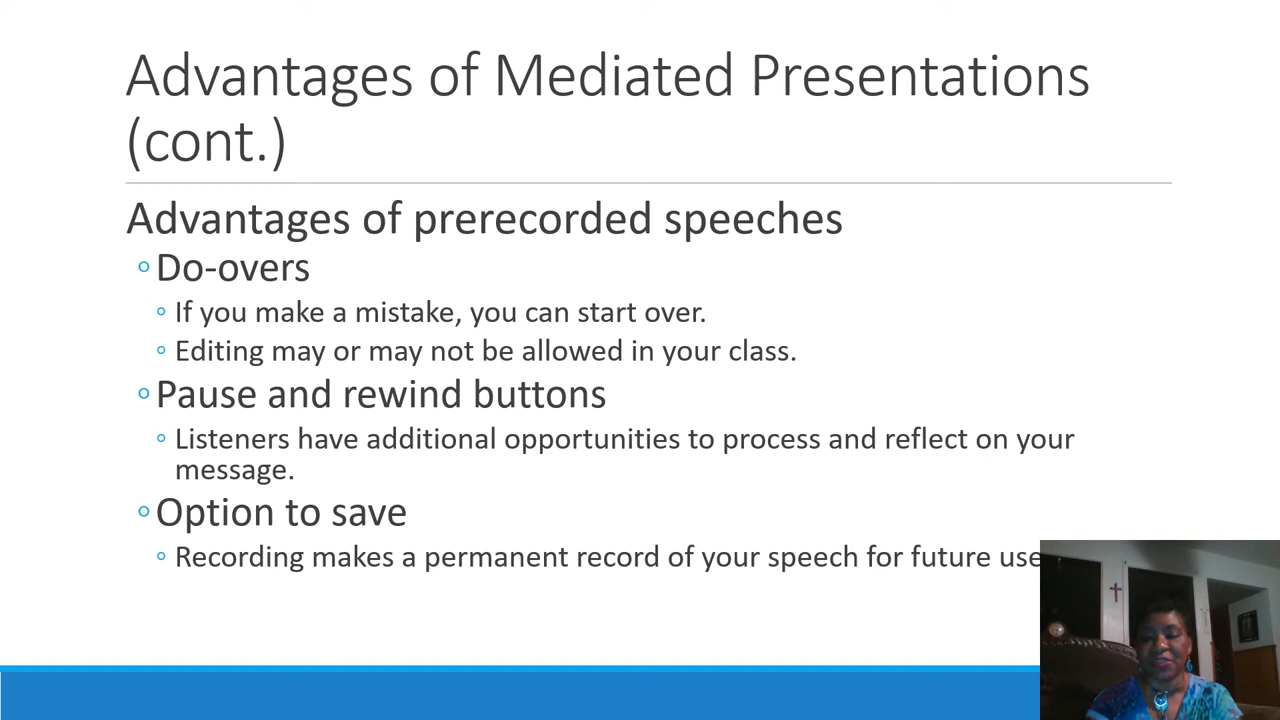 Advantages of Mediated Presentations
(cont.)
Advantages of prerecorded speeches
Do-overs
If you make a mistake, you can start over.
Editing may or may not be allowed in your class.
Pause and rewind buttons
Listeners have additional opportunities to process and reflect on your
message.
Option to save
Recording makes a permanent record of your speech for future use